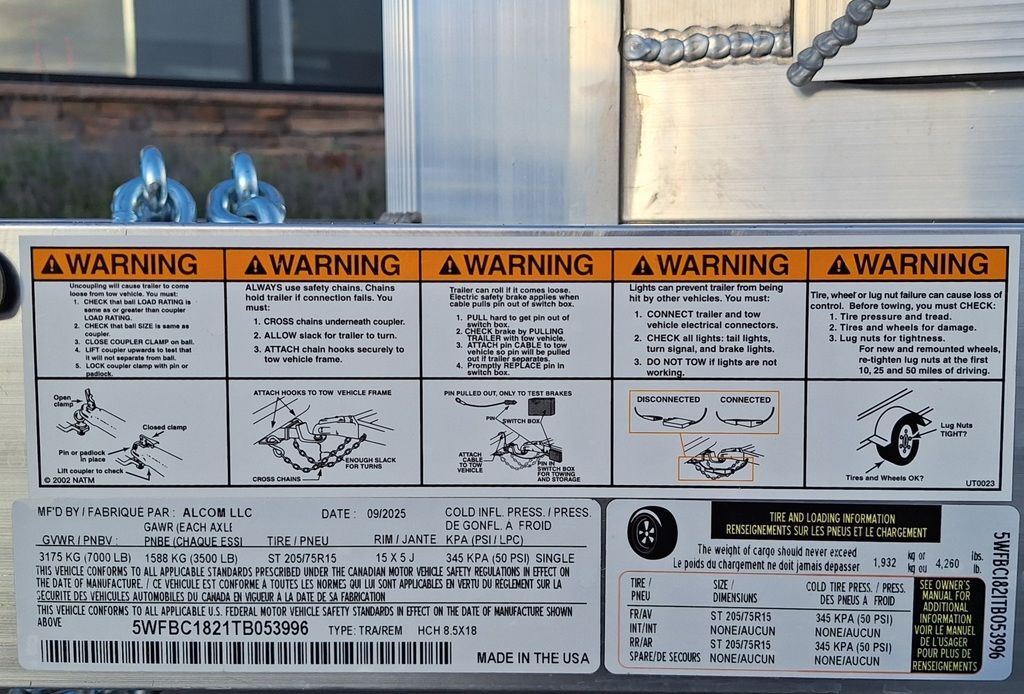 WARNING
Uncoupling will cause trailer to come
loose from tow vehicle. You must:
1. CHECK that ball LOAD RATING is
same as or greater than coupler
LOAD RATING.
2. CHECK that ball SIZE is same as
coupler.
3. CLOSE COUPLER CLAMP on ball.
4. LIFT coupler upwards to test that
it will not separate from ball.
5. LOCK coupler clamp with pin or
padlock.
Open
clamp
Closed clamp
Pin or padlock
in place
Lift coupler to check
© 2002 NATM
WARNING
ALWAYS use safety chains. Chains
hold trailer if connection fails. You
must:
1. CROSS chains underneath coupler.
2. ALLOW slack for trailer to turn.
3. ATTACH chain hooks securely to
tow vehicle frame.
ATTACH HOOKS TO TOW VEHICLE FRAME
ENOUGH SLACK
FOR TURNS
CROSS CHAINS
WARNING
Trailer can roll if it comes loose.
Electric safety brake applies when
cable pulls pin out of switch box.
1. PULL hard to get pin out of
switch box.
2. CHECK brake by PULLING
TRAILER with tow vehicle.
3. ATTACH pin CABLE to tow
vehicle so pin will be pulled
out if trailer separates.
4. Promptly REPLACE pin in
switch box.
PIN PULLED OUT, ONLY TO TEST BRAKES
PIN
SWITCH BOX
ATTACH
CABLE
TO TOW
VEHICLE
PIN IN
SWITCH BOX
FOR TOWING
AND STORAGE
WARNING
Lights can prevent trailer from being
hit by other vehicles. You must:
1. CONNECT trailer and tow
vehicle electrical connectors.
2. CHECK all lights: tail lights,
turn signal, and brake lights.
3. DO NOT TOW if lights are not
working.
DISCONNECTED CONNECTED
WARNING
Tire, wheel or lug nut failure can cause loss of
control. Before towing, you must CHECK:
1. Tire pressure and tread.
2. Tires and wheels for damage.
3. Lug nuts for tightness.
For new and remounted wheels,
re-tighten lug nuts at the first
10, 25 and 50 miles of driving.
Lug Nuts
TIGHT?
Tires and Wheels OK?
UT0023
MF'D BY / FABRIQUE PAR : ALCOM LLC DATE : 09/2025 COLD INFL. PRESS. / PRESS.
GAWR (EACH AXLE DE GONFL. À FROID
GVWR / PNBV : PNBE (CHAQUE ESSI TIRE / PNEU RIM / JANTE KPA (PSI / LPC)
3175 KG (7000 LB) 1588 KG (3500 LB) ST 205/75R15 15 X 5 J 345 KPA (50 PSI) SINGLE
THIS VEHICLE CONFORMS TO ALL APPLICABLE STANDARDS PRESCRIBED UNDER THE CANADIAN MOTOR VEHICLE SAFETY REGULATIONS IN EFFECT ON
THE DATE OF MANUFACTURE. / CE VEHICULE EST CONFORME A TOUTES LES NORMES QUI LUI SONT APPLICABLES EN VERTU DU REGLEMENT SUR LA
SECURITE DES VEHICULES AUTOMOBILES DU CANADA EN VIGUEUR A LA DATE DE SA FABRICATION
THIS VEHICLE CONFORMS TO ALL APPLICABLE U.S. FEDERAL MOTOR VEHICLE SAFETY STANDARDS IN EFFECT ON THE DATE OF MANUFACTURE SHOWN
ABOVE
5WFBC1821TB053996 TYPE: TRA/REM HCH 8.5X18
MADE IN THE USA
TIRE AND LOADING INFORMATION
RENSEIGNEMENTS SUR LES PNEUS ET LE CHARGEMENT
The weight of cargo should never exceed kg or lbs.
Le poids du chargement ne doit jamais dépasser 1,932 kg ou 4,260 lb.
TIRE / SIZE / COLD TIRE PRESS. / PRESS
PNEU DIMENSIONS DES PNEUS À FROID
FR/AV ST 205/75R15 345 KPA (50 PSI)
INT/INT NONE/AUCUN NONE/AUCUN
RR/AR ST 205/75R15 345 KPA (50 PSI)
SPARE/DE SECOURS NONE/AUCUN NONE/AUCUN
SEE OWNER'S
MANUAL FOR
ADDITIONAL
INFORMATION
VOIR LE MANUEL
DE L'USAGER
POUR PLUS DE
RENSEIGNEMENTS
5WFBC1821TB053996